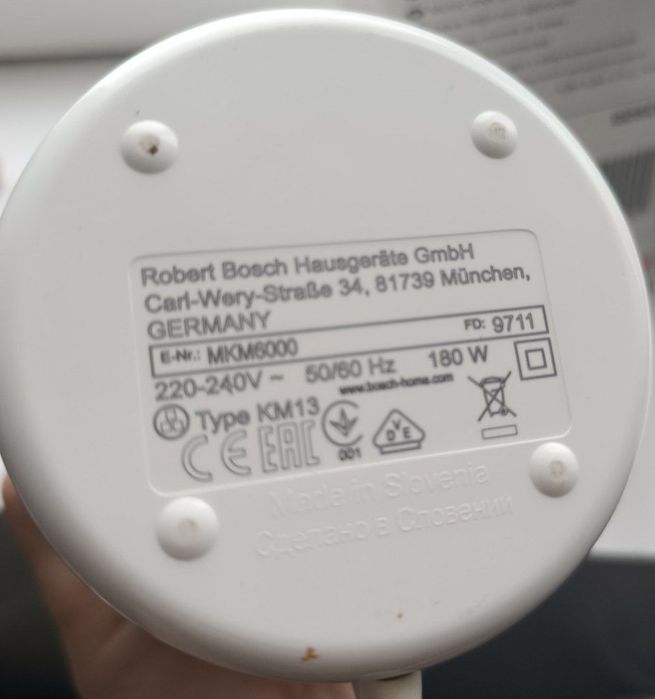 Robert Bosch Hausgeräte GmbH
Carl-Wery-Straße 34, 81739 München,
GERMANY
E-Nr.: MKM6000 FD: 9711
220-240V ~ 50/60 Hz 180 W
www.bosch-home.com
Type KM13
CE EAC 001 DVE
Made in Slovenia
Сделано в Словении